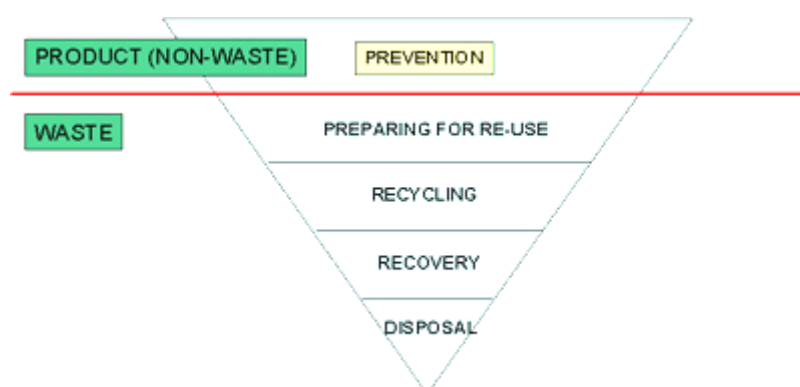 PRODUCT (NON-WASTE)
PREVENTION
WASTE
PREPARING FOR RE-USE
RECYCLING
RECOVERY
DISPOSAL